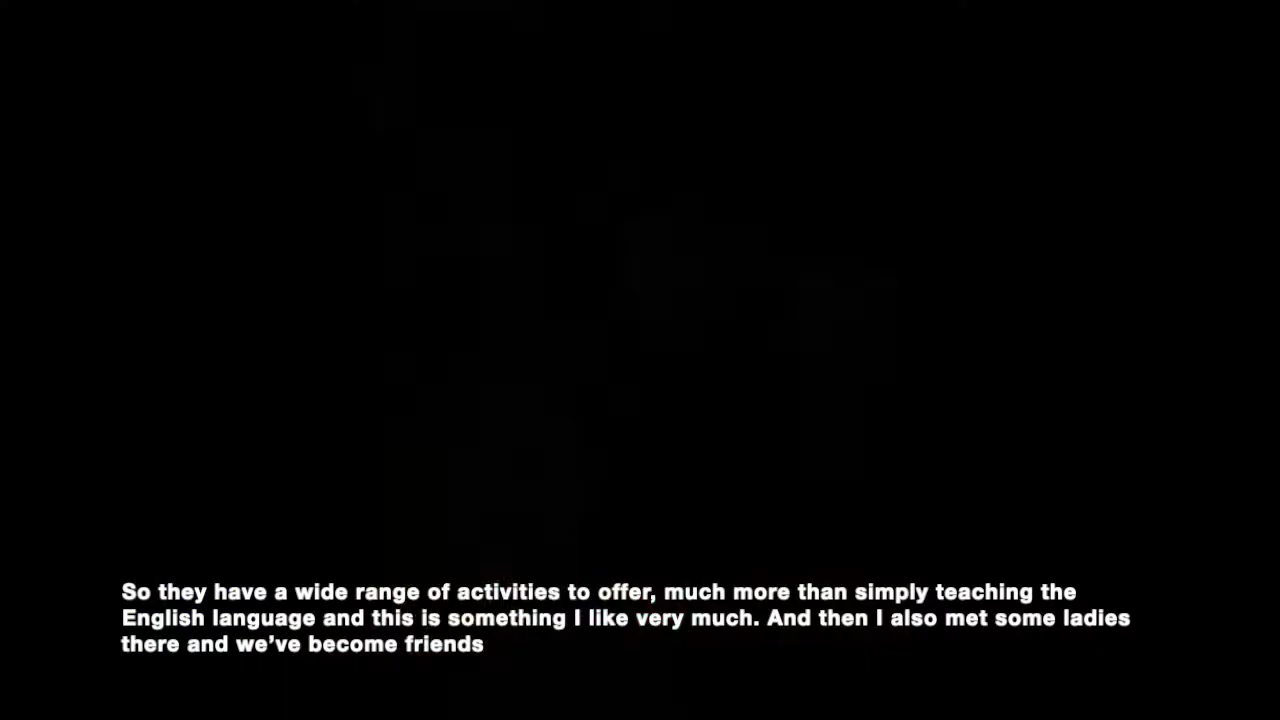 So they have a wide range of activities to offer, much more than simply teaching the
English language and this is something I like very much. And then I also met some ladies
there and we’ve become friends